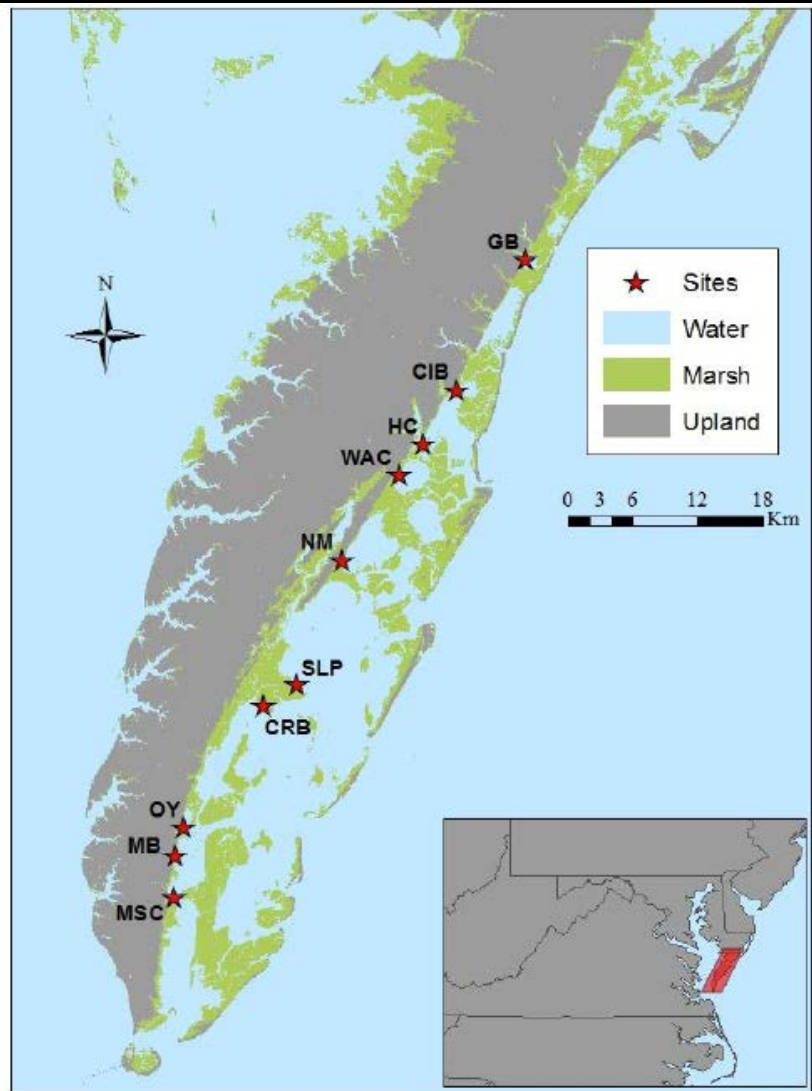 GB
N
Sites
Water
CIB
Marsh
HC
Upland
WAC
0 3 6 12 18
Km
NM
SLP
CRB
OY
MB
MSC